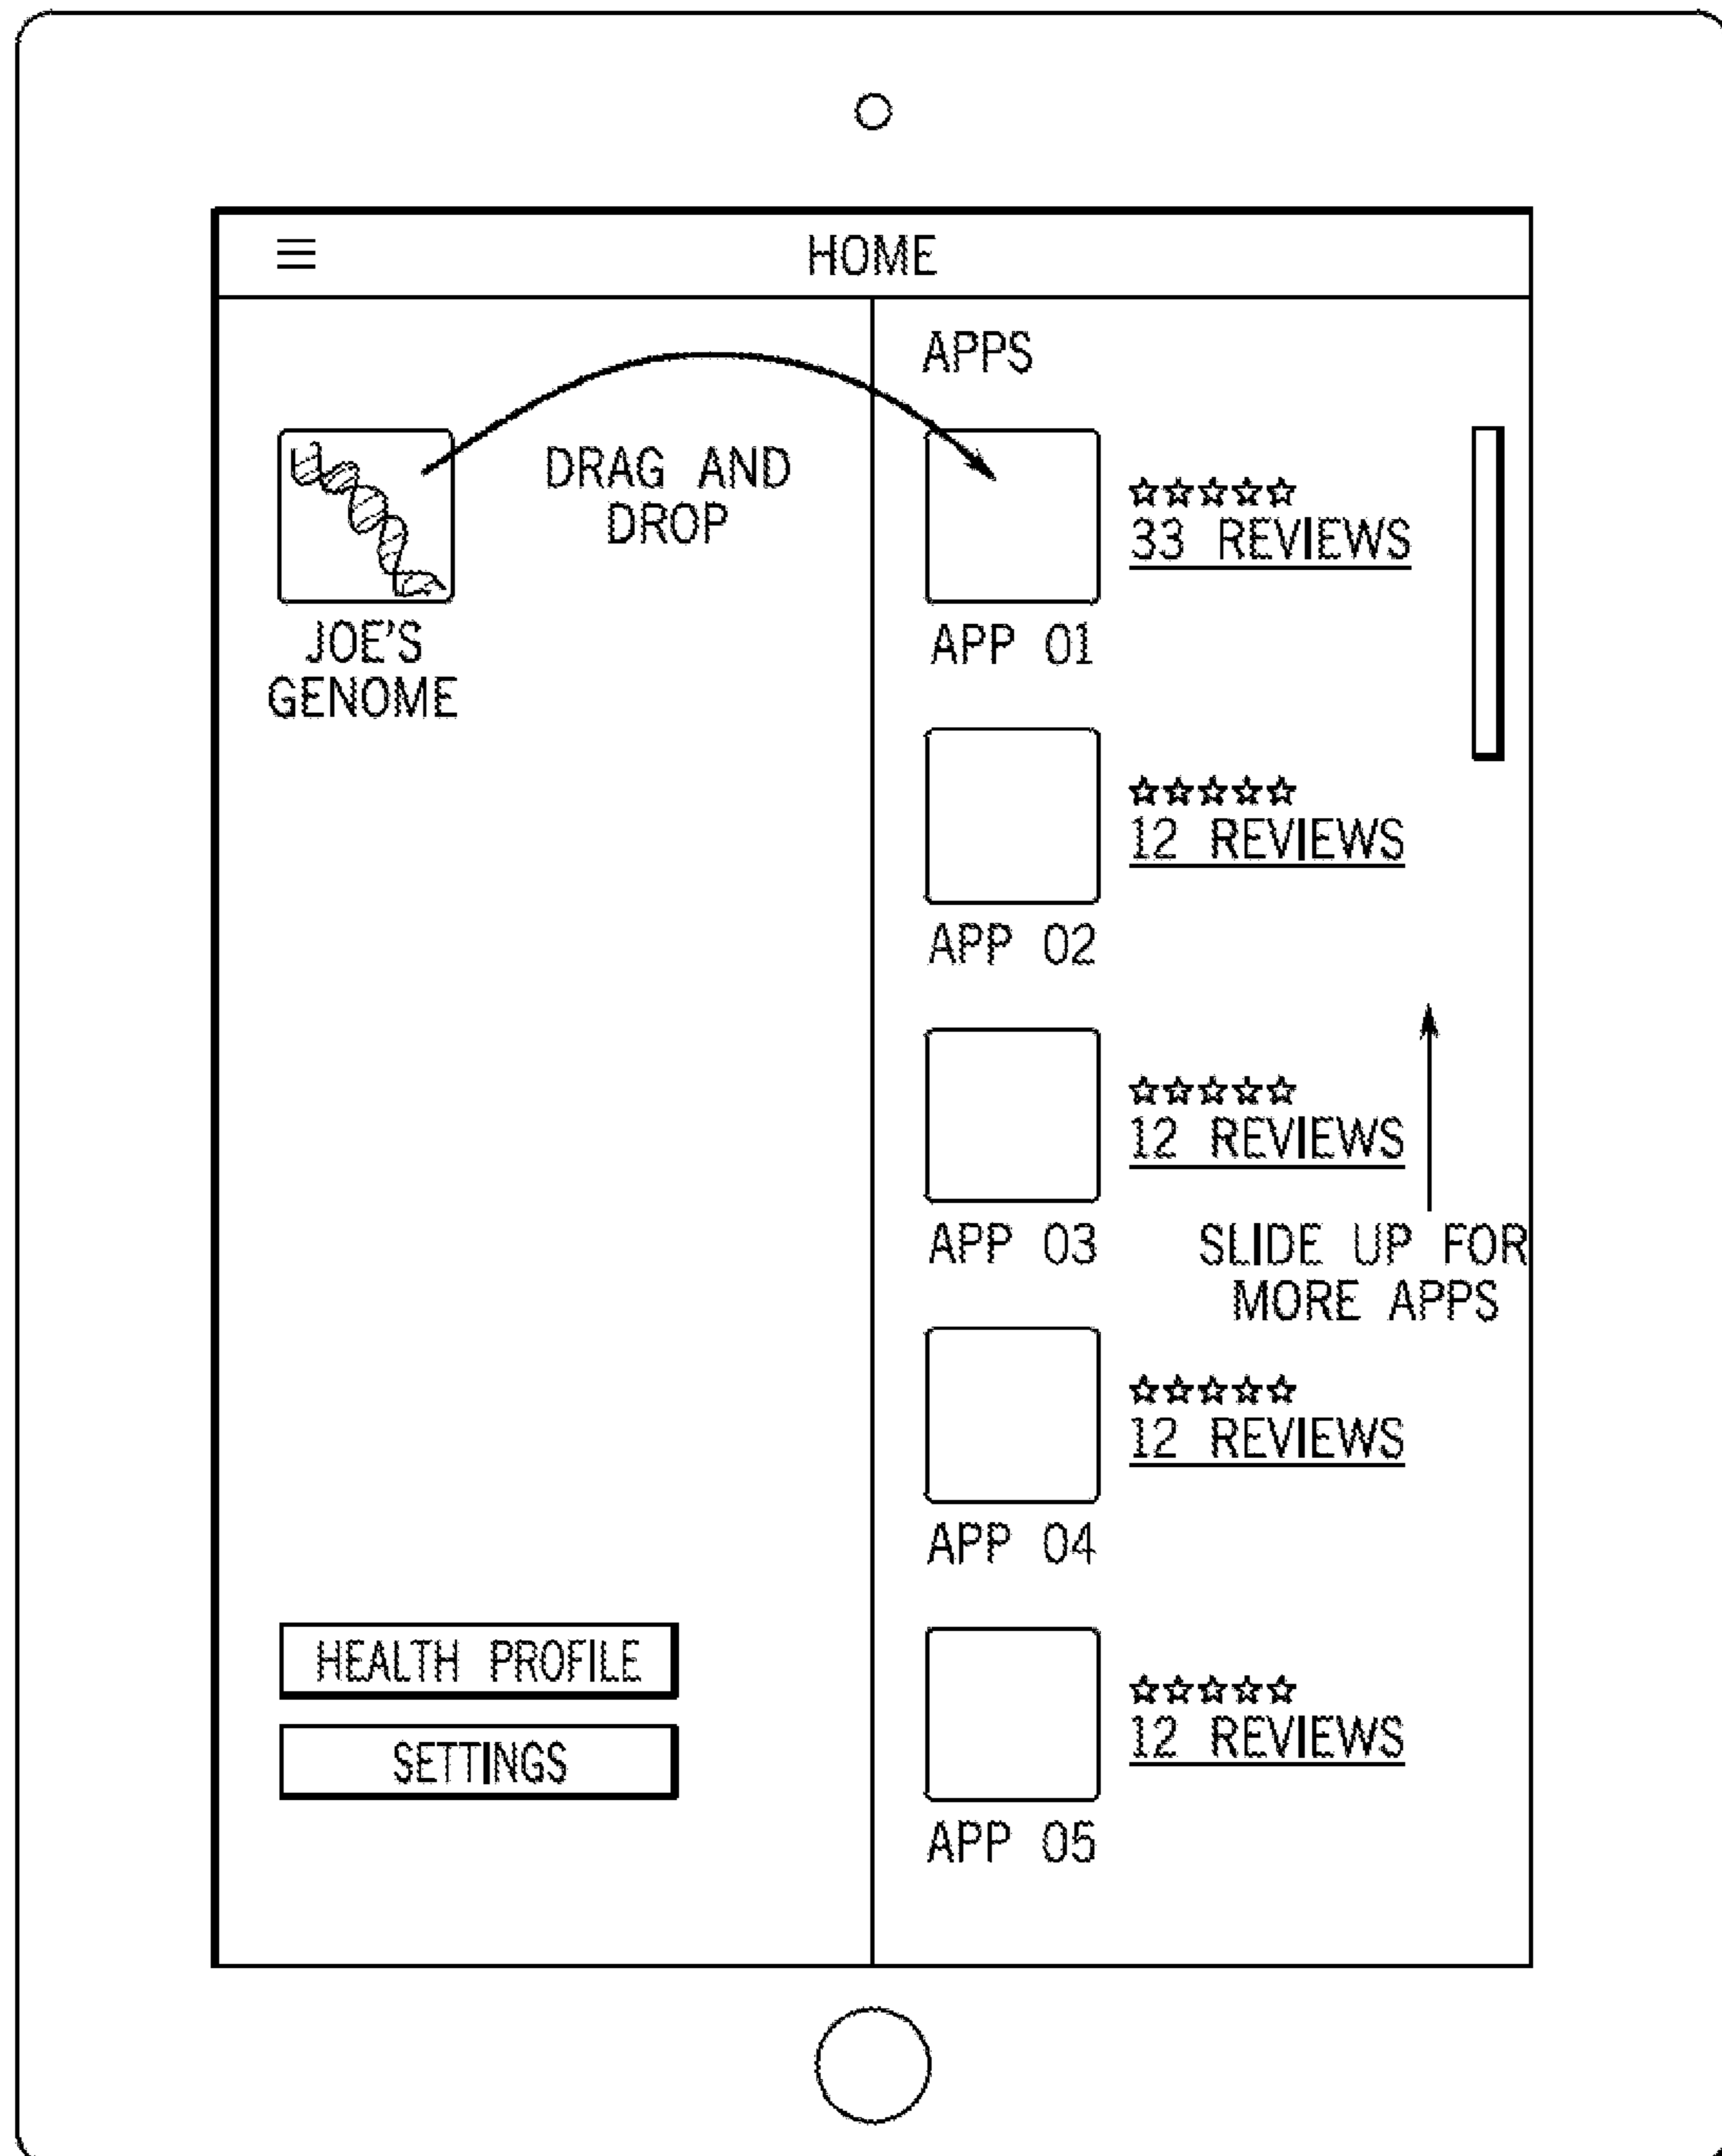 HOME
DRAG AND
DROP
JOE'S
GENOME
HEALTH PROFILE
SETTINGS
APPS
33 REVIEWS
APP 01
12 REVIEWS
APP 02
12 REVIEWS
APP 03
SLIDE UP FOR
MORE APPS
12 REVIEWS
APP 04
12 REVIEWS
APP 05